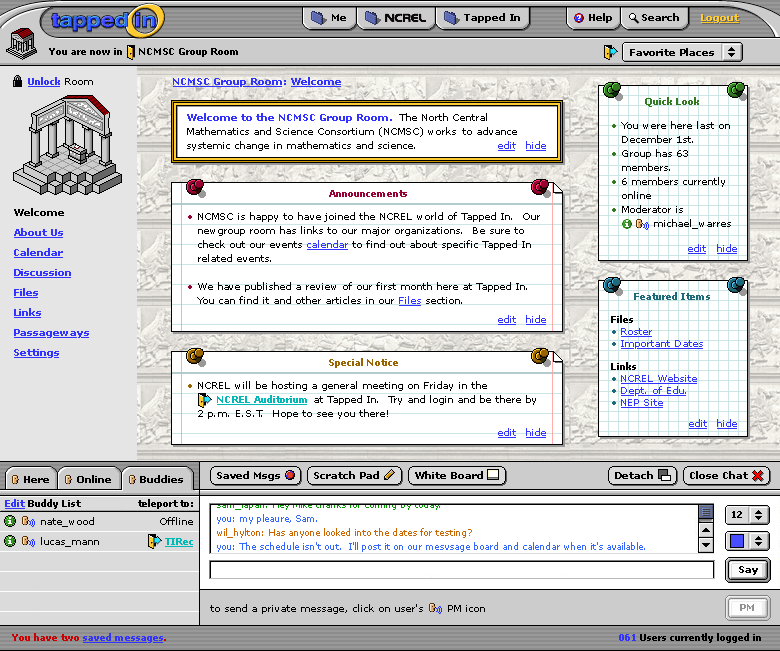 tapped in
Me
NCREL
Tapped In
Help
Search
Logout
You are now in NCMSC Group Room
Favorite Places
Unlock Room
Welcome
About Us
Calendar
Discussion
Files
Links
Passageways
Settings
NCMSC Group Room: Welcome
Welcome to the NCMSC Group Room. The North Central
Mathematics and Science Consortium (NCMSC) works to advance
systemic change in mathematics and science.
edit hide
Announcements
• NCMSC is happy to have joined the NCREL world of Tapped In. Our
new group room has links to our major organizations. Be sure to
check out our events calendar to find out about specific Tapped In
related events.
• We have published a review of our first month here at Tapped In.
You can find it and other articles in our Files section.
edit hide
Special Notice
• NCREL will be hosting a general meeting on Friday in the
NCREL Auditorium at Tapped In. Try and login and be there by
2 p.m. E.S.T. Hope to see you there!
edit hide
Quick Look
• You were here last on
December 1st.
• Group has 63
members.
• 6 members currently
online
• Moderator is
michael_warres
edit hide
Featured Items
Files
• Roster
• Important Dates
Links
• NCREL Website
• Dept. of Edu.
• NEP Site
edit hide
Here
Online
Buddies
Edit Buddy List teleport to:
nate_wood Offline
lucas_mann TIRec
Saved Msgs
Scratch Pad
White Board
Detach
Close Chat
sam_lapan: Hey Mike thanks for coming by today.
you: my pleaure, Sam.
wil_hylton: Has anyone looked into the dates for testing?
you: The schedule isn't out. I'll post it on our mesvsage board and calendar when it's available.
12
Say
to send a private message, click on user's PM icon
PM
You have two saved messages.
061 Users currently logged in